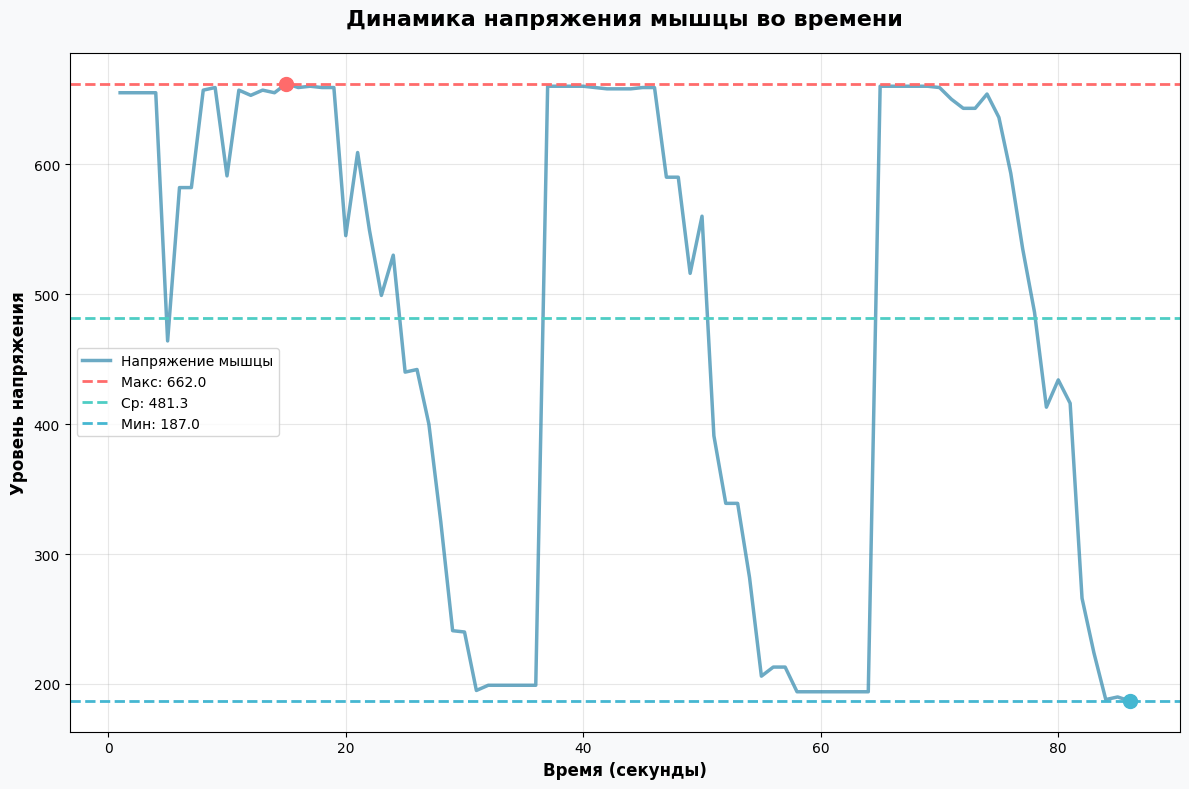 Динамика напряжения мышцы во времени
Уровень напряжения
600
500
400
300
200
Напряжение мышцы
Макс: 662.0
Ср: 481.3
Мин: 187.0
0 20 40 60 80
Время (секунды)